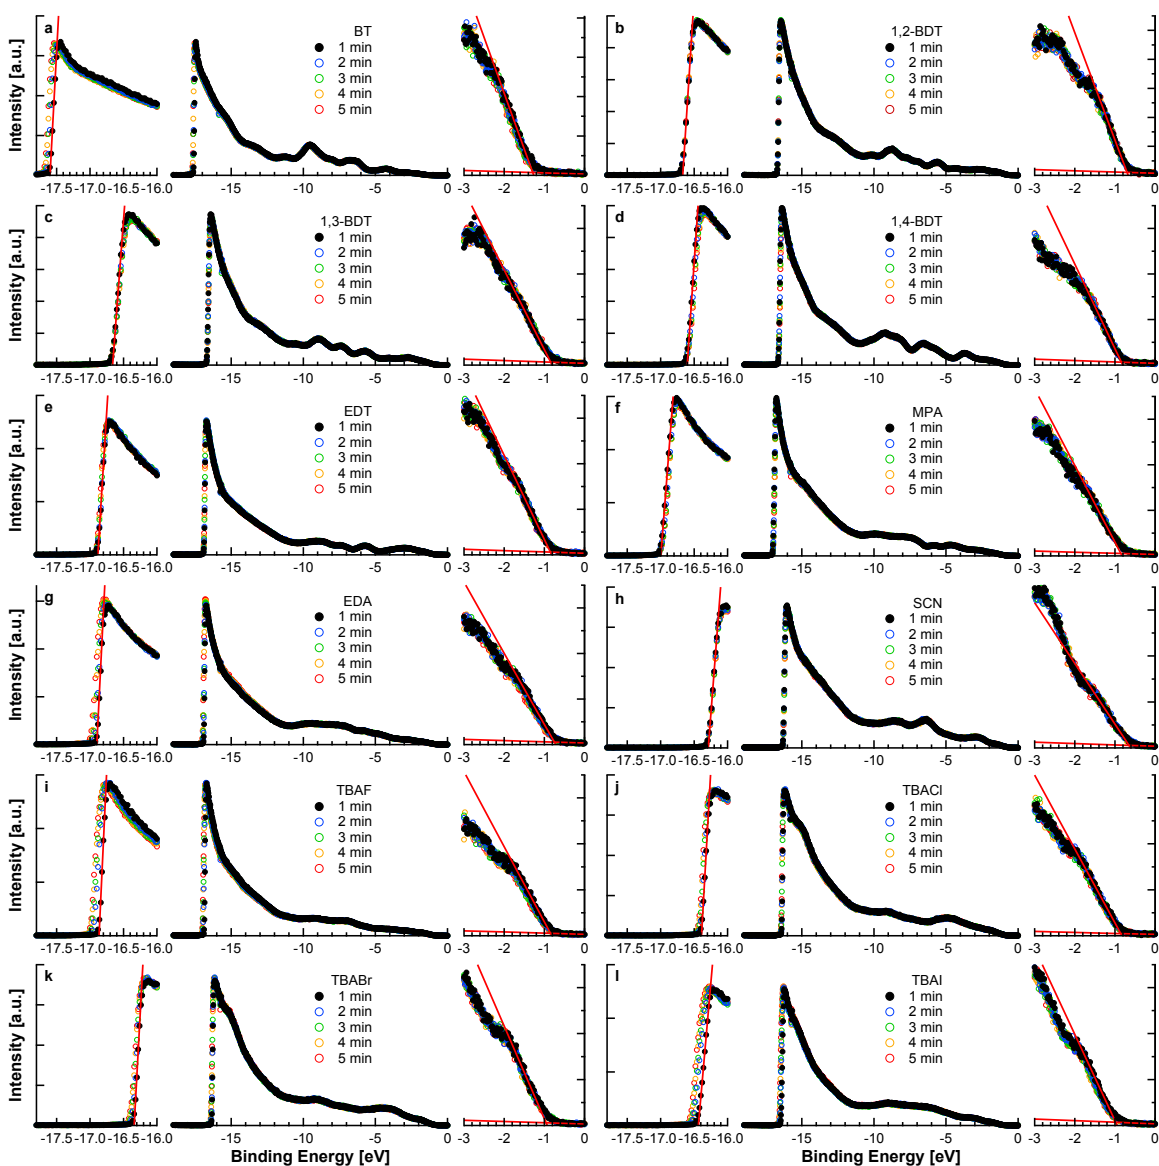 a
BT
1 min
2 min
3 min
4 min
5 min
Intensity [a.u.]
-17.5 -17.0 -16.5 -16.0
-15 -10 -5 0
-3 -2 -1 0
b
1,2-BDT
1 min
2 min
3 min
4 min
5 min
-17.5 -17.0 -16.5 -16.0
-15 -10 -5 0
-3 -2 -1 0
c
1,3-BDT
1 min
2 min
3 min
4 min
5 min
Intensity [a.u.]
-17.5 -17.0 -16.5 -16.0
-15 -10 -5 0
-3 -2 -1 0
d
1,4-BDT
1 min
2 min
3 min
4 min
5 min
-17.5 -17.0 -16.5 -16.0
-15 -10 -5 0
-3 -2 -1 0
e
EDT
1 min
2 min
3 min
4 min
5 min
Intensity [a.u.]
-17.5 -17.0 -16.5 -16.0
-15 -10 -5 0
-3 -2 -1 0
f
MPA
1 min
2 min
3 min
4 min
5 min
-17.5 -17.0 -16.5 -16.0
-15 -10 -5 0
-3 -2 -1 0
g
EDA
1 min
2 min
3 min
4 min
5 min
Intensity [a.u.]
-17.5 -17.0 -16.5 -16.0
-15 -10 -5 0
-3 -2 -1 0
h
SCN
1 min
2 min
3 min
4 min
5 min
-17.5 -17.0 -16.5 -16.0
-15 -10 -5 0
-3 -2 -1 0
i
TBAF
1 min
2 min
3 min
4 min
5 min
Intensity [a.u.]
-17.5 -17.0 -16.5 -16.0
-15 -10 -5 0
-3 -2 -1 0
j
TBACl
1 min
2 min
3 min
4 min
5 min
-17.5 -17.0 -16.5 -16.0
-15 -10 -5 0
-3 -2 -1 0
k
TBABr
1 min
2 min
3 min
4 min
5 min
Intensity [a.u.]
-17.5 -17.0 -16.5 -16.0
-15 -10 -5 0
-3 -2 -1 0
Binding Energy [eV]
l
TBAI
1 min
2 min
3 min
4 min
5 min
-17.5 -17.0 -16.5 -16.0
-15 -10 -5 0
-3 -2 -1 0
Binding Energy [eV]